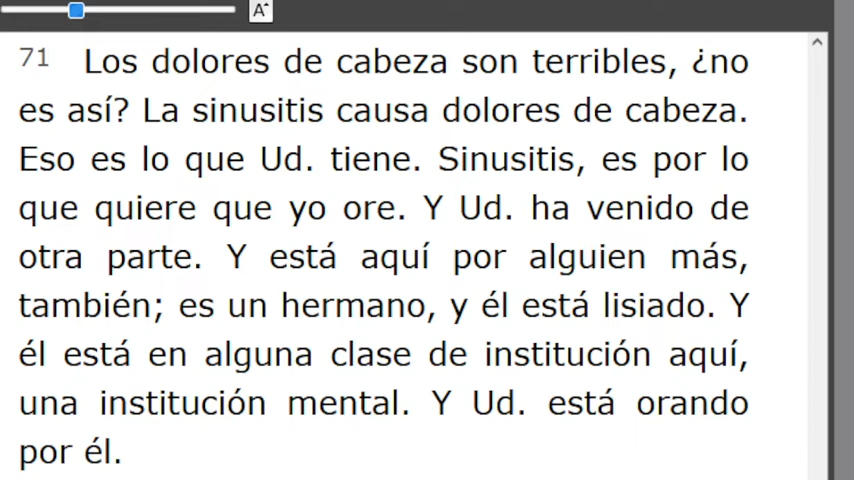 A
71 Los dolores de cabeza son terribles, ¿no
es así? La sinusitis causa dolores de cabeza.
Eso es lo que Ud. tiene. Sinusitis, es por lo
que quiere que yo ore. Y Ud. ha venido de
otra parte. Y está aquí por alguien más,
también; es un hermano, y él está lisiado. Y
él está en alguna clase de institución aquí,
una institución mental. Y Ud. está orando
por él.